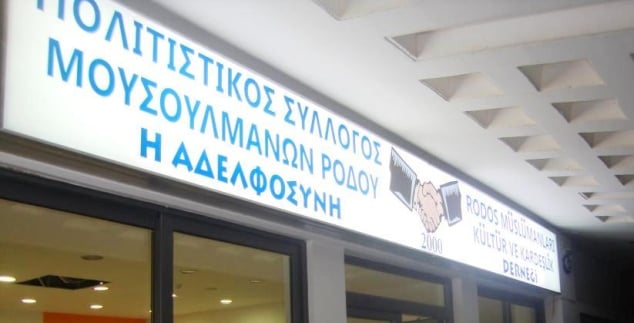 ΠΟΛΙΤΙΣΤΙΚΟΣ ΣΥΛΛΟΓΟΣ
ΜΟΥΣΟΥΛΜΑΝΩΝ ΡΟΔΟΥ
Η ΑΔΕΛΦΟΣΥΝΗ
2000
RODOS MÜSLÜMANLARI
KÜLTÜR VE KARDEŞLİK
DERNEĞİ